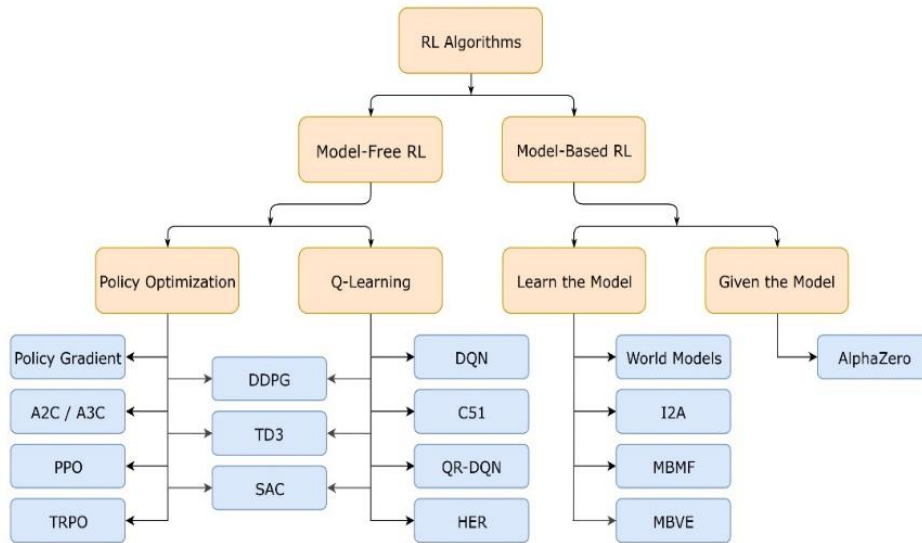 RL Algorithms
Model-Free RL
Model-Based RL
Policy Optimization
Q-Learning
Learn the Model
Given the Model
Policy Gradient
DDPG
DQN
World Models
AlphaZero
A2C / A3C
TD3
C51
I2A
PPO
SAC
QR-DQN
MBMF
TRPO
HER
MBVE